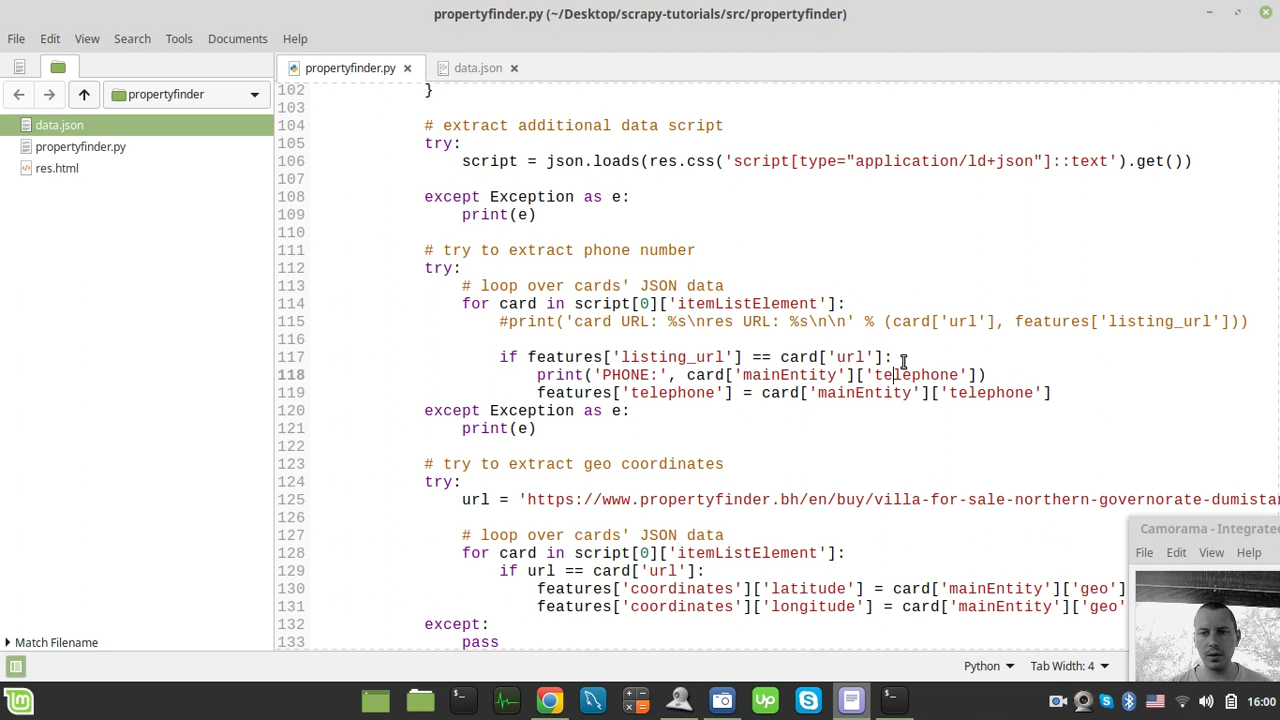 propertyfinder.py (~/Desktop/scrapy-tutorials/src/propertyfinder)
File Edit View Search Tools Documents Help
propertyfinder.py data.json
propertyfinder
data.json
propertyfinder.py
res.html
102 }
103
104 # extract additional data script
105 try:
106 script = json.loads(res.css('script[type="application/ld+json"]::text').get())
107
108 except Exception as e:
109 print(e)
110
111 # try to extract phone number
112 try:
113 # loop over cards' JSON data
114 for card in script[0]['itemListElement']:
115 #print('card URL: %s\nres URL: %s\n\n' % (card['url'], features['listing_url']))
116
117 if features['listing_url'] == card['url']:
118 print('PHONE:', card['mainEntity']['telephone'])
119 features['telephone'] = card['mainEntity']['telephone']
120 except Exception as e:
121 print(e)
122
123 # try to extract geo coordinates
124 try:
125 url = 'https://www.propertyfinder.bh/en/buy/villa-for-sale-northern-governorate-dumistan
126
127 # loop over cards' JSON data
128 for card in script[0]['itemListElement']:
129 if url == card['url']:
130 features['coordinates']['latitude'] = card['mainEntity']['geo']
131 features['coordinates']['longitude'] = card['mainEntity']['geo'
132 except:
133 pass
Camorama - Integrate
File Edit View Help
Match Filename
Python Tab Width: 4
16:00